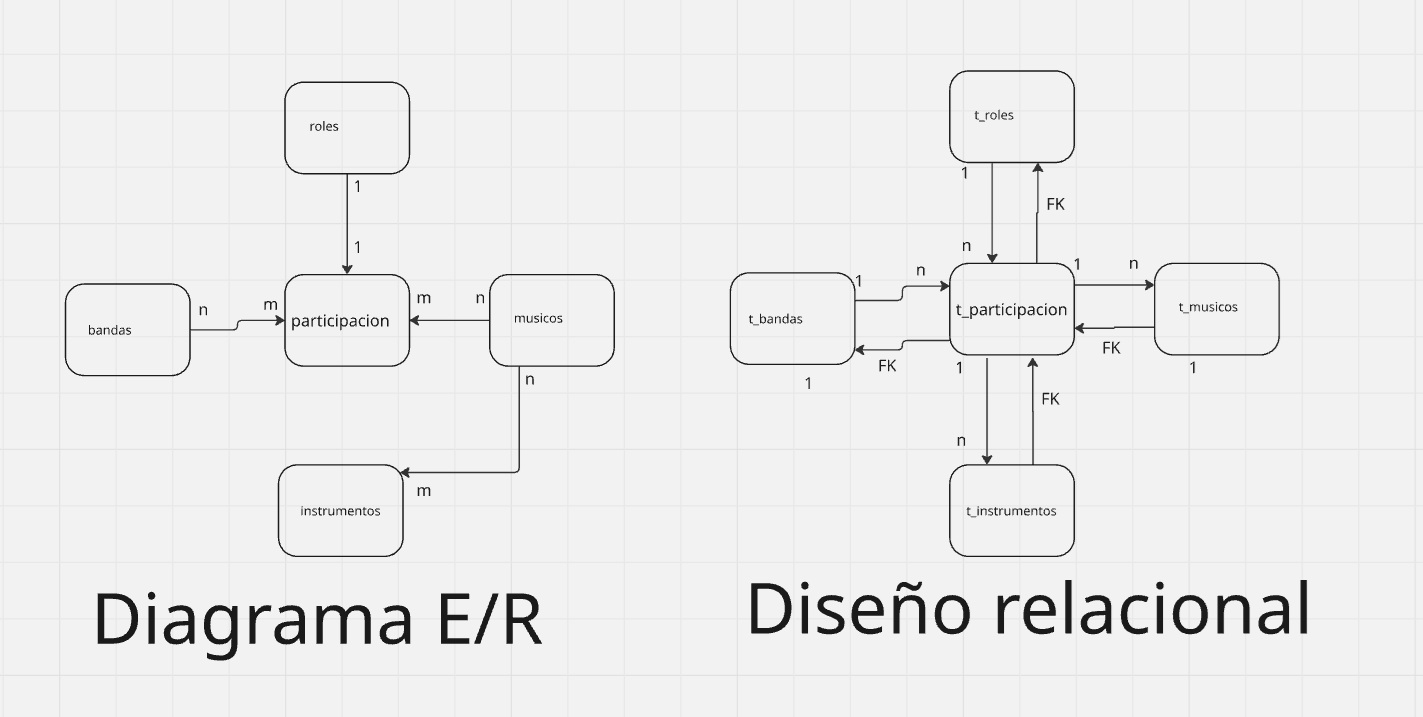 roles
1
1
bandas
n
m
participacion
m
n
musicos
n
instrumentos
m
Diagrama E/R
t_roles
1
FK
n
t_bandas
1
n
t_participacion
1
n
t_musicos
FK
1
FK
1
1
FK
n
t_instrumentos
Diseño relacional